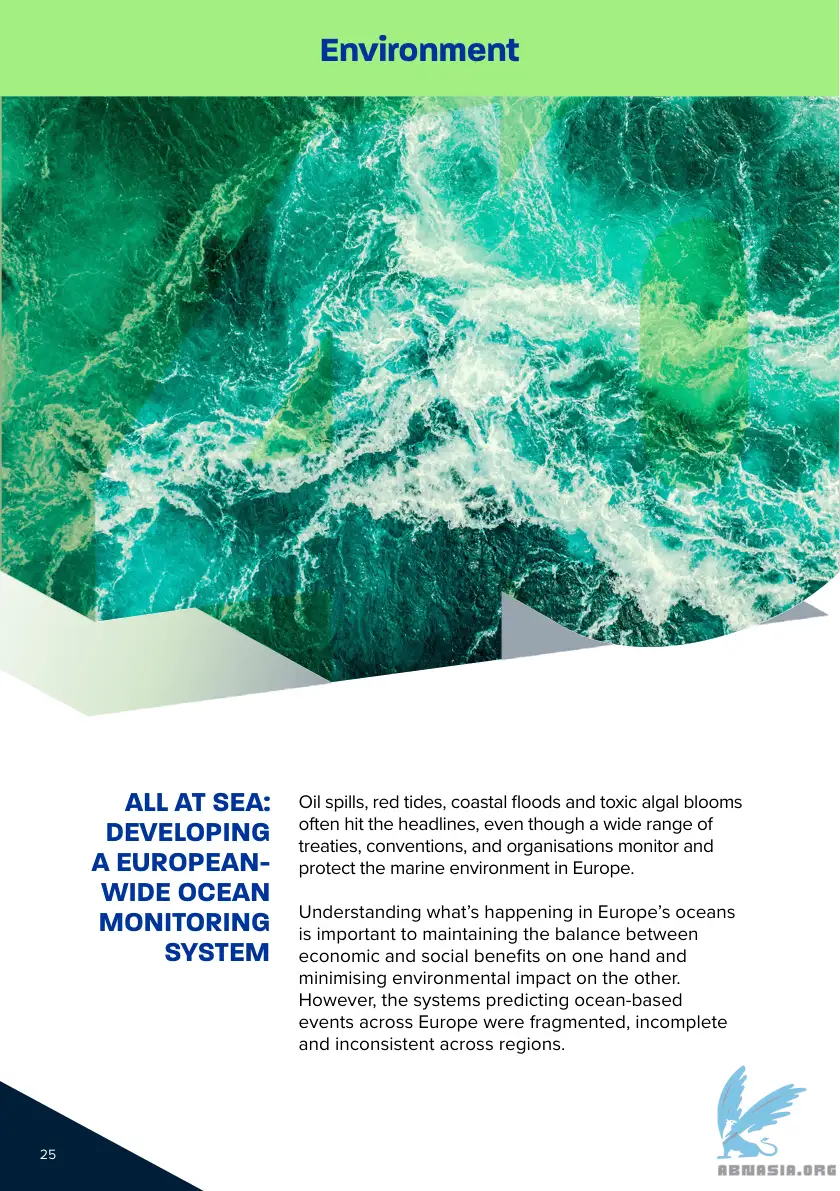 Environment
ALL AT SEA:
DEVELOPING
A EUROPEAN-
WIDE OCEAN
MONITORING
SYSTEM
Oil spills, red tides, coastal floods and toxic algal blooms
often hit the headlines, even though a wide range of
treaties, conventions, and organisations monitor and
protect the marine environment in Europe.
Understanding what’s happening in Europe’s oceans
is important to maintaining the balance between
economic and social benefits on one hand and
minimising environmental impact on the other.
However, the systems predicting ocean-based
events across Europe were fragmented, incomplete
and inconsistent across regions.
25
ABNASIA.ORG